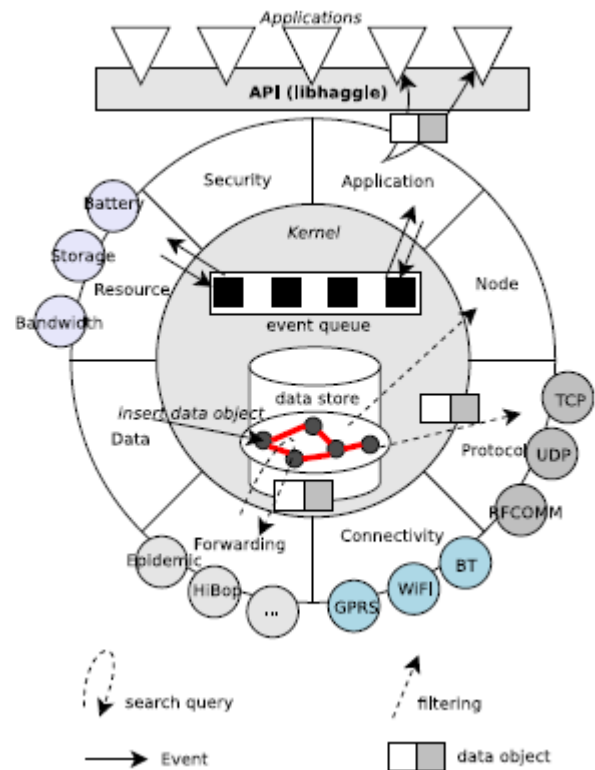 Applications
API (libhaggle)
Security
Application
Battery
Kernel
Storage
Resource
Node
Bandwidth
event queue
data store
insert data object
Data
TCP
Protocol
UDP
RFCOMM
Connectivity
Forwarding
Epidemic
BT
HiBop
WiFI
...
GPRS
search query
filtering
Event
data object